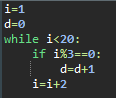 i=1
d=0
while i<20:
    if i%3==0:
        d=d+1
    i=i+2